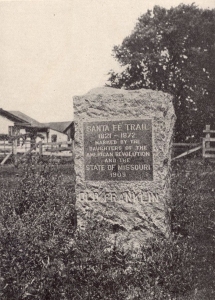 SANTA FE TRAIL
1821 - 1872
MARKED BY THE
DAUGHTERS OF THE
AMERICAN REVOLUTION
AND THE
STATE OF MISSOURI
1909
FRANKLIN